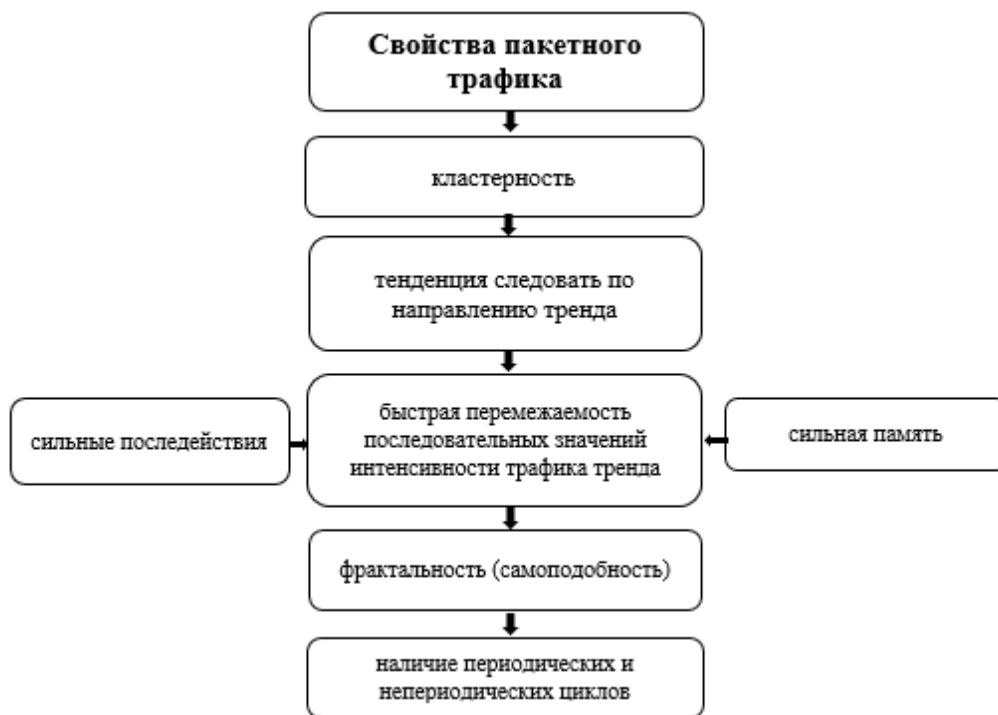 Свойства пакетного
трафика
кластерность
тенденция следовать по
направлению тренда
сильные последействия
быстрая перемежаемость
последовательных значений
интенсивности трафика тренда
сильная память
фрактальность (самоподобность)
наличие периодических и
непериодических циклов